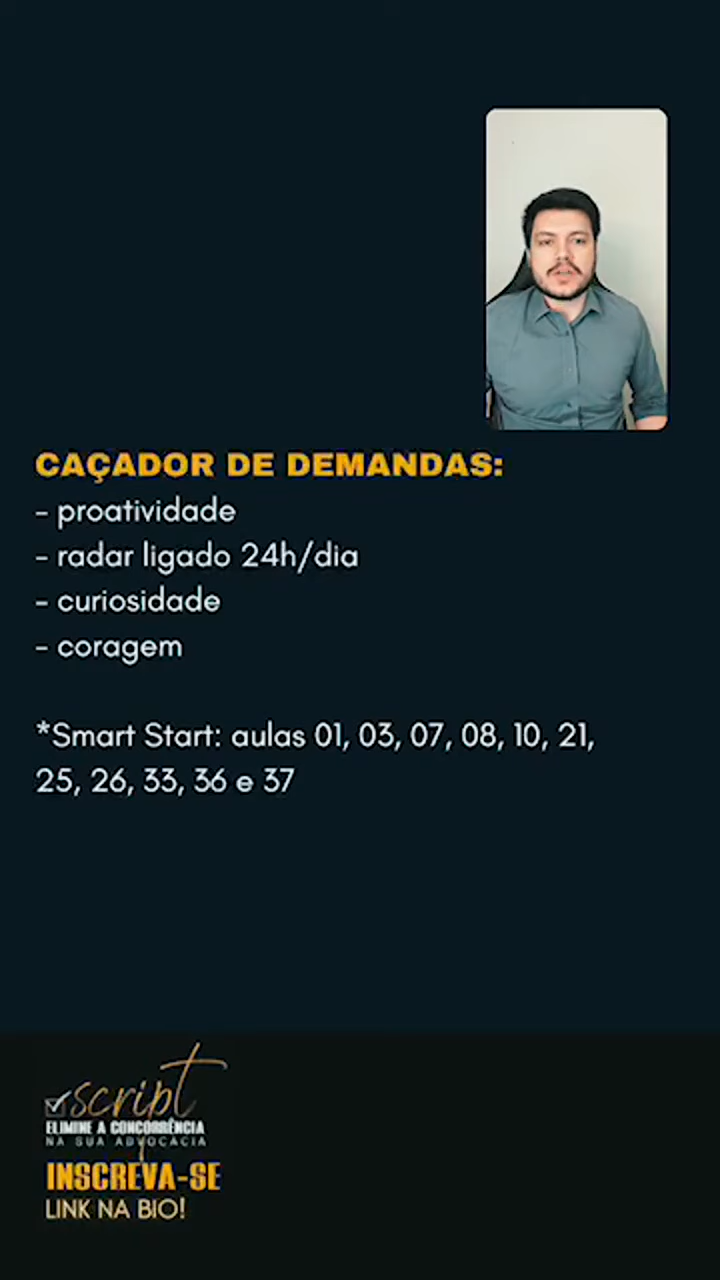 CAÇADOR DE DEMANDAS:
- proatividade
- radar ligado 24h/dia
- curiosidade
- coragem
*Smart Start: aulas 01, 03, 07, 08, 10, 21,
25, 26, 33, 36 e 37
script
ELIMINE A CONCORRÊNCIA
NA SUA ADVOCACIA
INSCREVA-SE
LINK NA BIO!